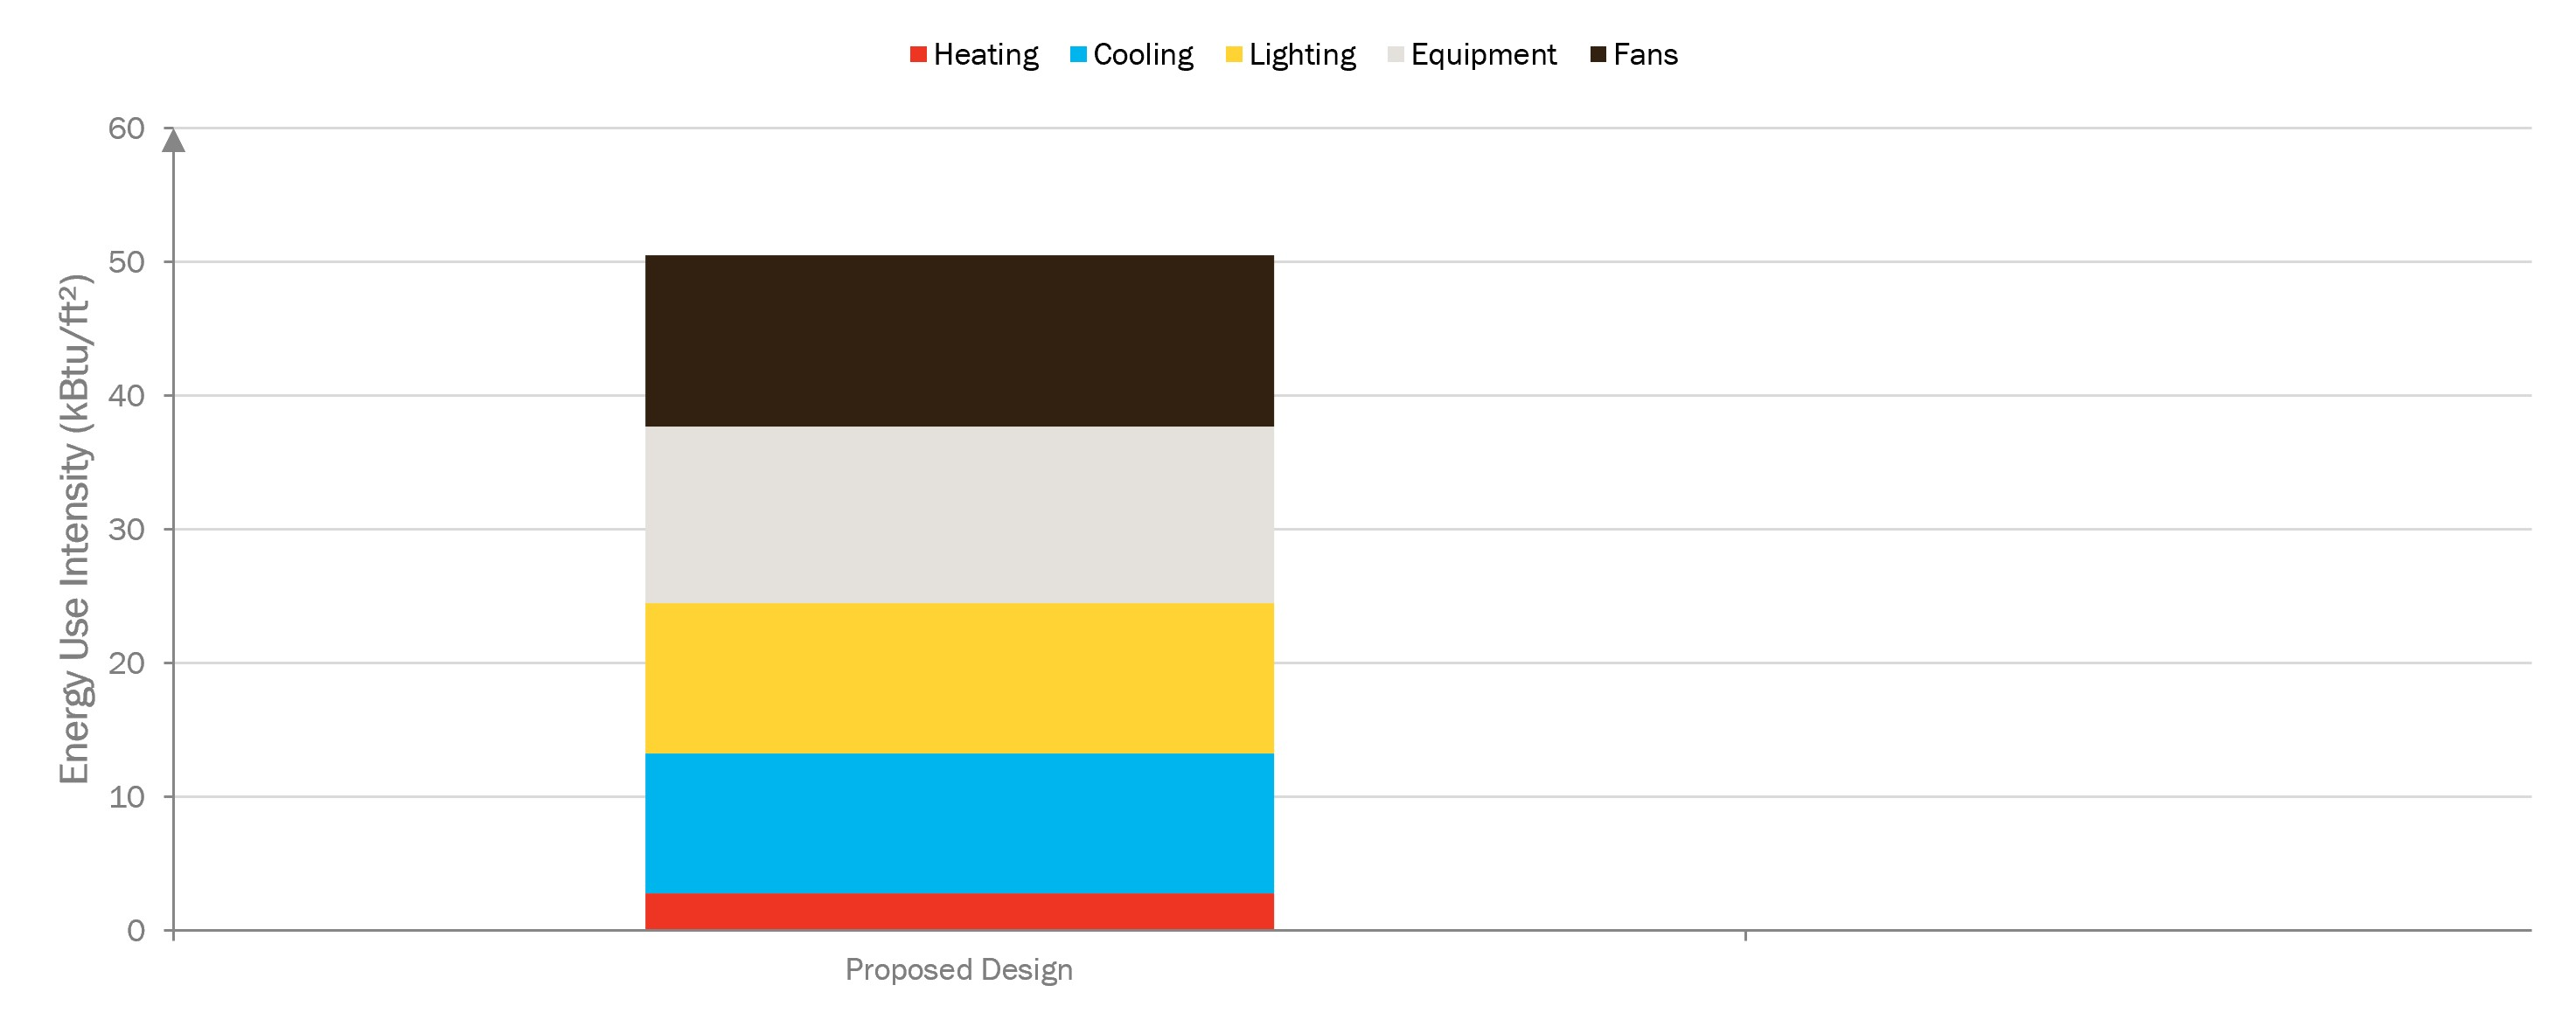 Heating Cooling Lighting Equipment Fans
60
50
40
30
20
10
0
Energy Use Intensity (kBtu/ft²)
Proposed Design